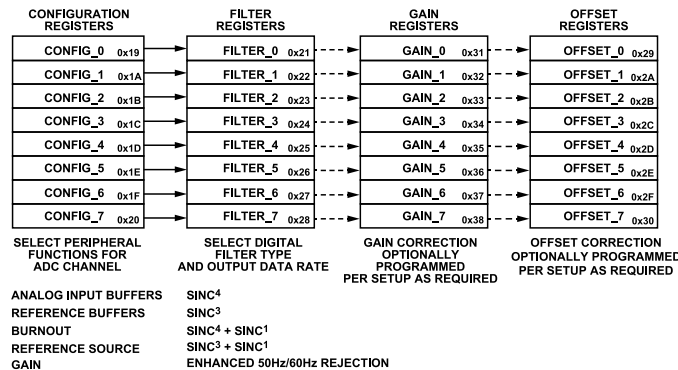 CONFIGURATION REGISTERS FILTER REGISTERS GAIN REGISTERS OFFSET REGISTERS
CONFIG_0 0x19 FILTER_0 0x21 GAIN_0 0x31 OFFSET_0 0x29
CONFIG_1 0x1A FILTER_1 0x22 GAIN_1 0x32 OFFSET_1 0x2A
CONFIG_2 0x1B FILTER_2 0x23 GAIN_2 0x33 OFFSET_2 0x2B
CONFIG_3 0x1C FILTER_3 0x24 GAIN_3 0x34 OFFSET_3 0x2C
CONFIG_4 0x1D FILTER_4 0x25 GAIN_4 0x35 OFFSET_4 0x2D
CONFIG_5 0x1E FILTER_5 0x26 GAIN_5 0x36 OFFSET_5 0x2E
CONFIG_6 0x1F FILTER_6 0x27 GAIN_6 0x37 OFFSET_6 0x2F
CONFIG_7 0x20 FILTER_7 0x28 GAIN_7 0x38 OFFSET_7 0x30
SELECT PERIPHERAL
FUNCTIONS FOR
ADC CHANNEL
SELECT DIGITAL
FILTER TYPE
AND OUTPUT DATA RATE
GAIN CORRECTION
OPTIONALLY
PROGRAMMED
PER SETUP AS REQUIRED
OFFSET CORRECTION
OPTIONALLY PROGRAMMED
PER SETUP AS REQUIRED
ANALOG INPUT BUFFERS SINC⁴
REFERENCE BUFFERS SINC³
BURNOUT SINC⁴ + SINC¹
REFERENCE SOURCE SINC³ + SINC¹
GAIN ENHANCED 50Hz/60Hz REJECTION